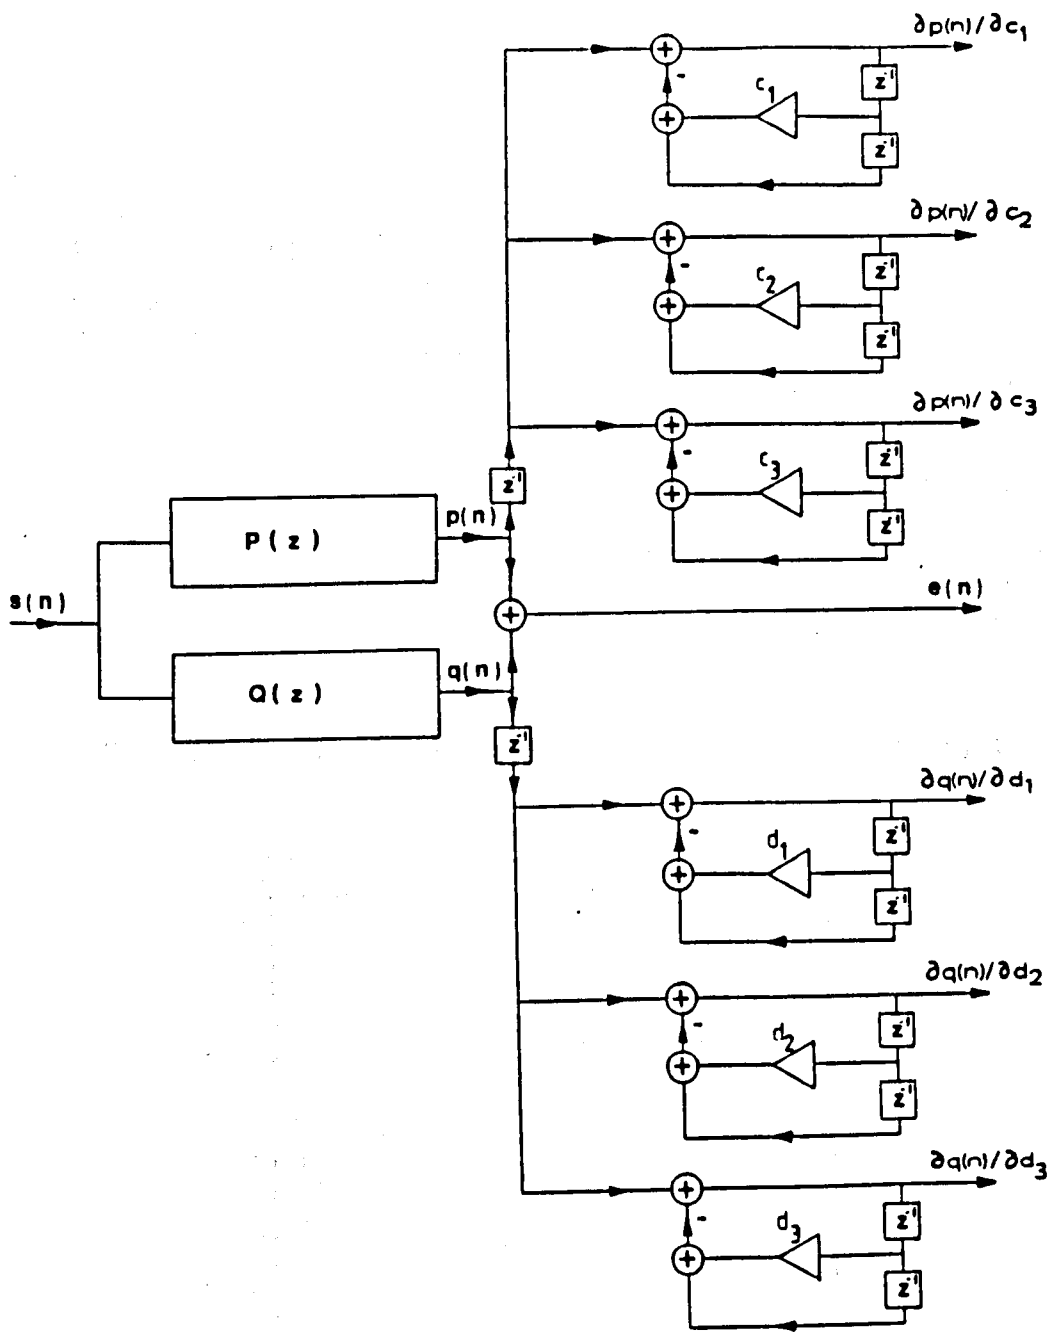 ∂p(n)/∂c₁
z⁻¹
c₁
z⁻¹
∂p(n)/∂c₂
z⁻¹
c₂
z⁻¹
∂p(n)/∂c₃
z⁻¹
c₃
z⁻¹
z⁻¹
p(n)
P(z)
s(n)
e(n)
q(n)
Q(z)
z⁻¹
∂q(n)/∂d₁
z⁻¹
d₁
z⁻¹
∂q(n)/∂d₂
z⁻¹
d₂
z⁻¹
∂q(n)/∂d₃
z⁻¹
d₃
z⁻¹